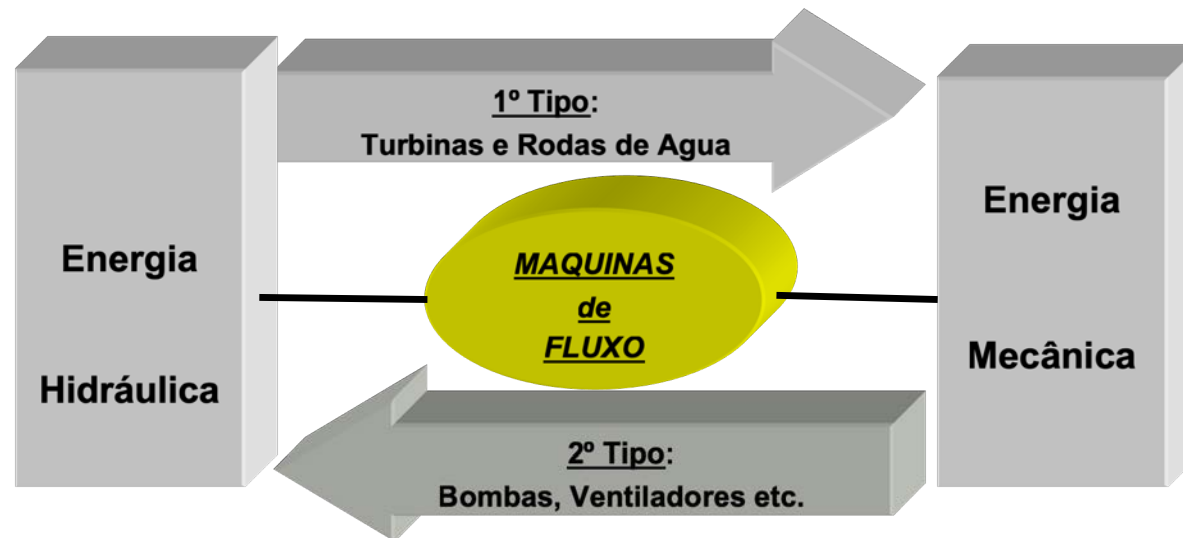 1º Tipo:
Turbinas e Rodas de Agua
Energia
Hidráulica
MAQUINAS
de
FLUXO
Energia
Mecânica
2º Tipo:
Bombas, Ventiladores etc.